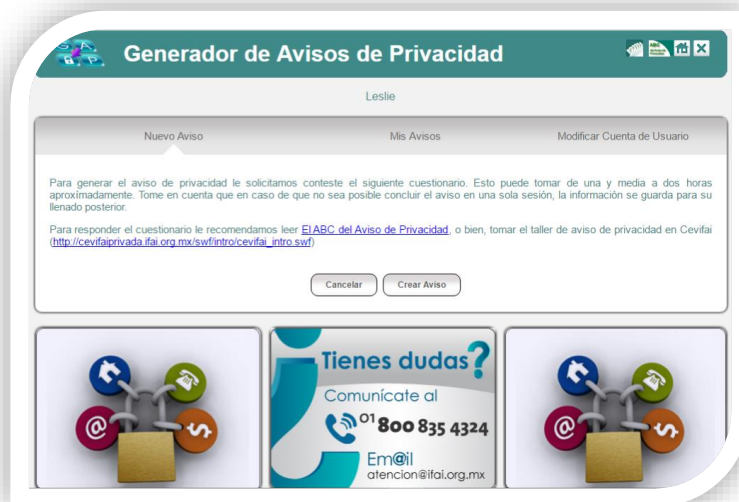 G A
G P
Generador de Avisos de Privacidad
ABC
Leslie
Nuevo Aviso
Mis Avisos
Modificar Cuenta de Usuario
Para generar el aviso de privacidad le solicitamos conteste el siguiente cuestionario. Esto puede tomar de una y media a dos horas
aproximadamente. Tome en cuenta que en caso de que no sea posible concluir el aviso en una sola sesión, la información se guarda para su
llenado posterior.
Para responder el cuestionario le recomendamos leer El ABC del Aviso de Privacidad, o bien, tomar el taller de aviso de privacidad en Cevifai
(http://cevifaiprivada.ifai.org.mx/swf/intro/cevifai_intro.swf)
Cancelar
Crear Aviso
@ $
¿Tienes dudas?
Comunícate al
01 800 835 4324
Em@il
atencion@ifai.org.mx
@ $